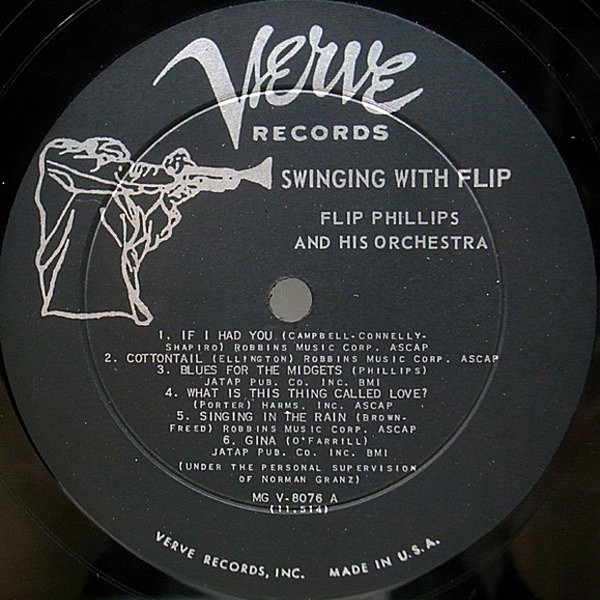 Verve
RECORDS
SWINGING WITH FLIP
FLIP PHILLIPS
AND HIS ORCHESTRA
1. IF I HAD YOU (CAMPBELL-CONNELLY-
SHAPIRO) ROBBINS MUSIC CORP. ASCAP
2. COTTONTAIL (ELLINGTON) ROBBINS MUSIC CORP. ASCAP
3. BLUES FOR THE MIDGETS (PHILLIPS)
JATAP PUB. CO. INC. BMI
4. WHAT IS THIS THING CALLED LOVE?
(PORTER) HARMS, INC. ASCAP
5. SINGING IN THE RAIN (BROWN-
FREED) ROBBINS MUSIC CORP. ASCAP
6. GINA (O'FARRILL)
JATAP PUB. CO. INC. BMI
(UNDER THE PERSONAL SUPERVISION
OF NORMAN GRANZ)
MG V-8076 A
(11,514)
VERVE RECORDS, INC. MADE IN U.S.A.